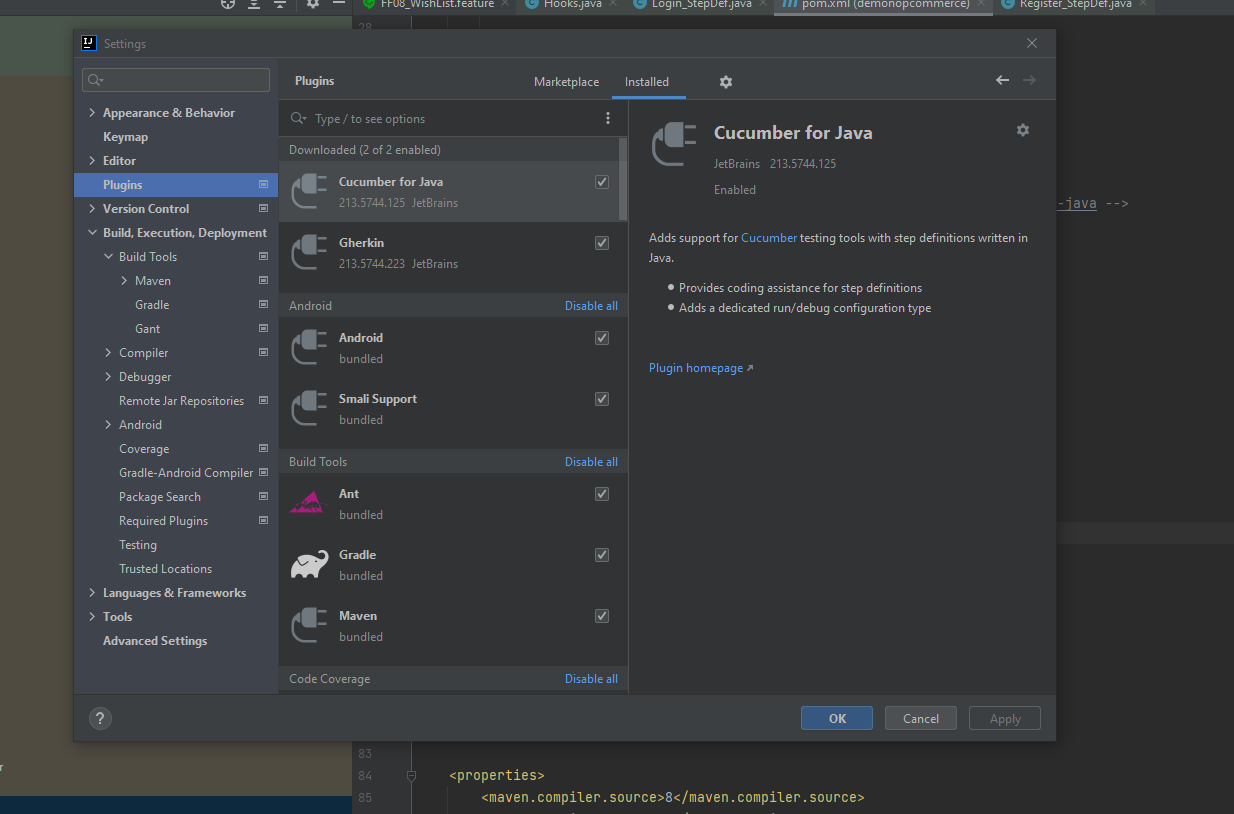 FF08_WishList.feature
Hooks.java
Login_StepDef.java
pom.xml (demonopcommerce)
Register_StepDef.java
28
Settings
Appearance & Behavior
Keymap
Editor
Plugins
Version Control
Build, Execution, Deployment
Build Tools
Maven
Gradle
Gant
Compiler
Debugger
Remote Jar Repositories
Android
Coverage
Gradle-Android Compiler
Package Search
Required Plugins
Testing
Trusted Locations
Languages & Frameworks
Tools
Advanced Settings
Plugins
Marketplace
Installed
Type / to see options
Downloaded (2 of 2 enabled)
Cucumber for Java
213.5744.125 JetBrains
Gherkin
213.5744.223 JetBrains
Android Disable all
Android
bundled
Smali Support
bundled
Build Tools Disable all
Ant
bundled
Gradle
bundled
Maven
bundled
Code Coverage Disable all
Cucumber for Java
JetBrains 213.5744.125
Enabled
Adds support for Cucumber testing tools with step definitions written in
Java.
Provides coding assistance for step definitions
Adds a dedicated run/debug configuration type
Plugin homepage
-java -->
?
OK
Cancel
Apply
83
84 <properties>
85 <maven.compiler.source>8</maven.compiler.source>